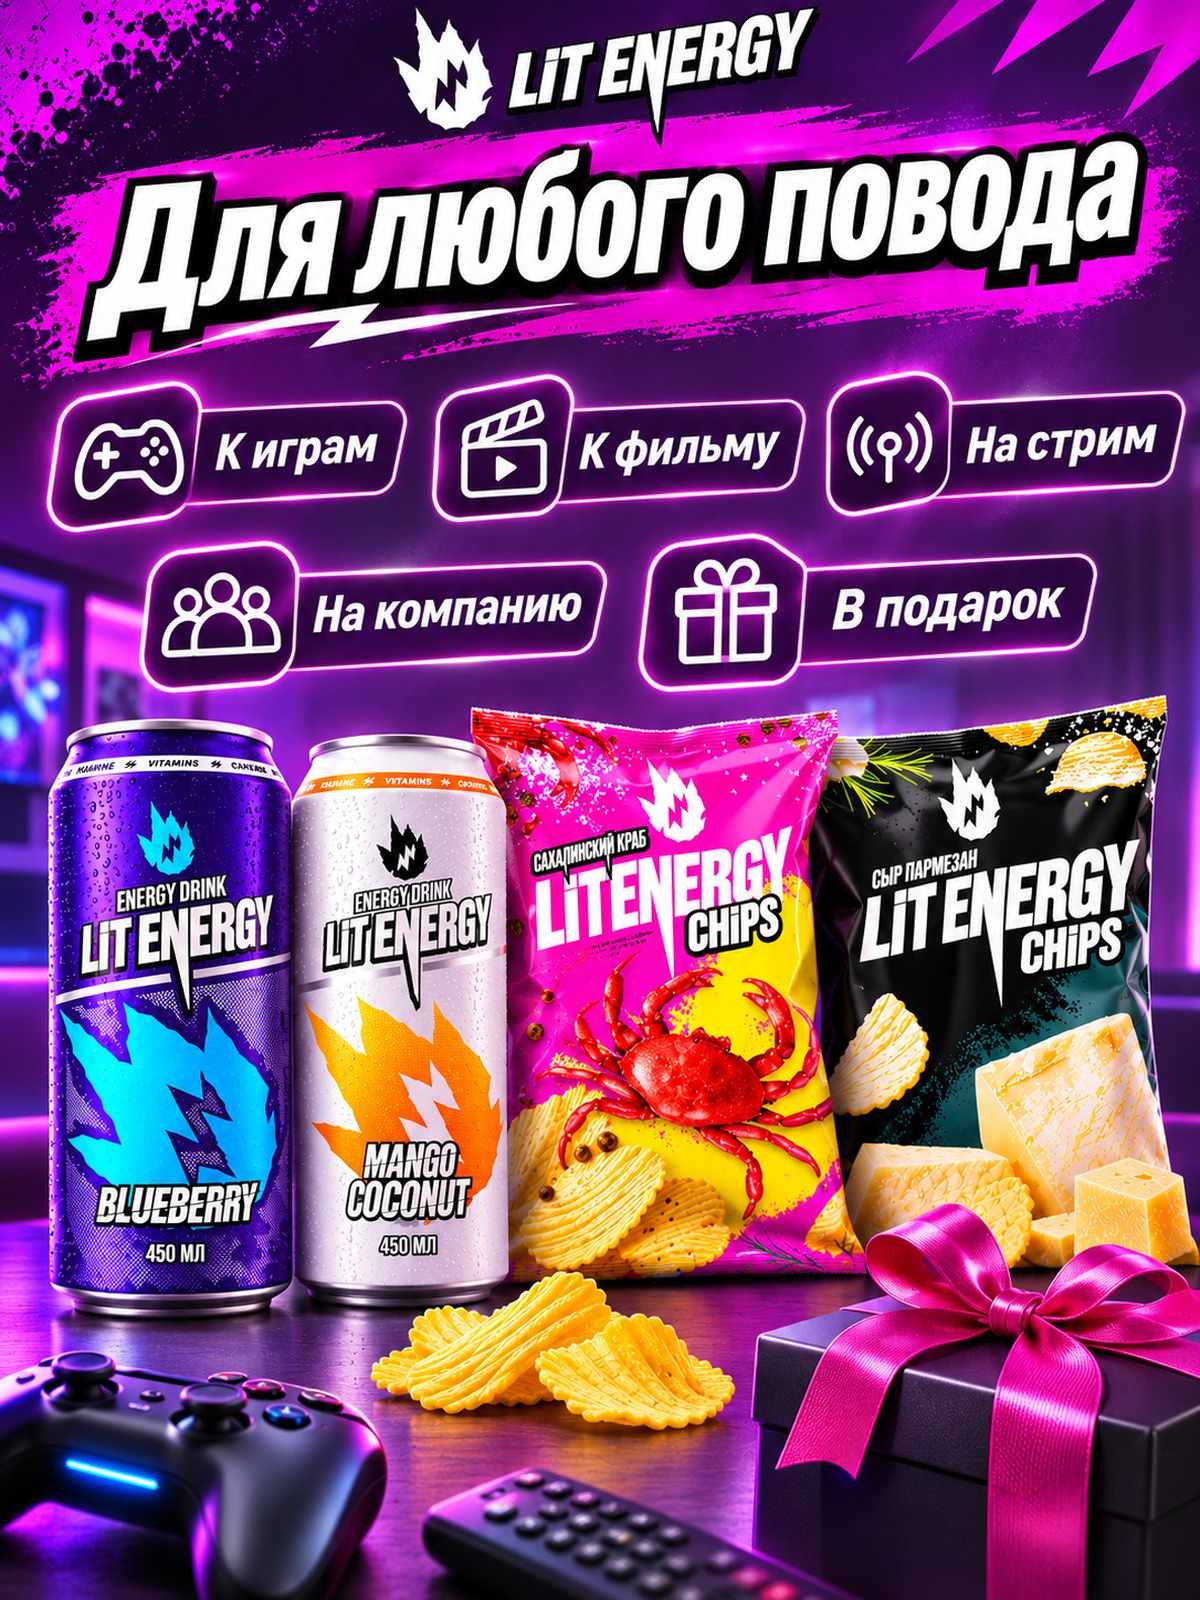 LIT ENERGY
Для любого повода
К играм
К фильму
На стрим
На компанию
В подарок
VITAMINS
ENERGY DRINK
LIT ENERGY
BLUEBERRY
450 МЛ
VITAMINS
ENERGY DRINK
LIT ENERGY
MANGO
COCONUT
450 МЛ
САХАЛИНСКИЙ КРАБ
LIT ENERGY
CHIPS
СЫР ПАРМЕЗАН
LIT ENERGY
CHIPS